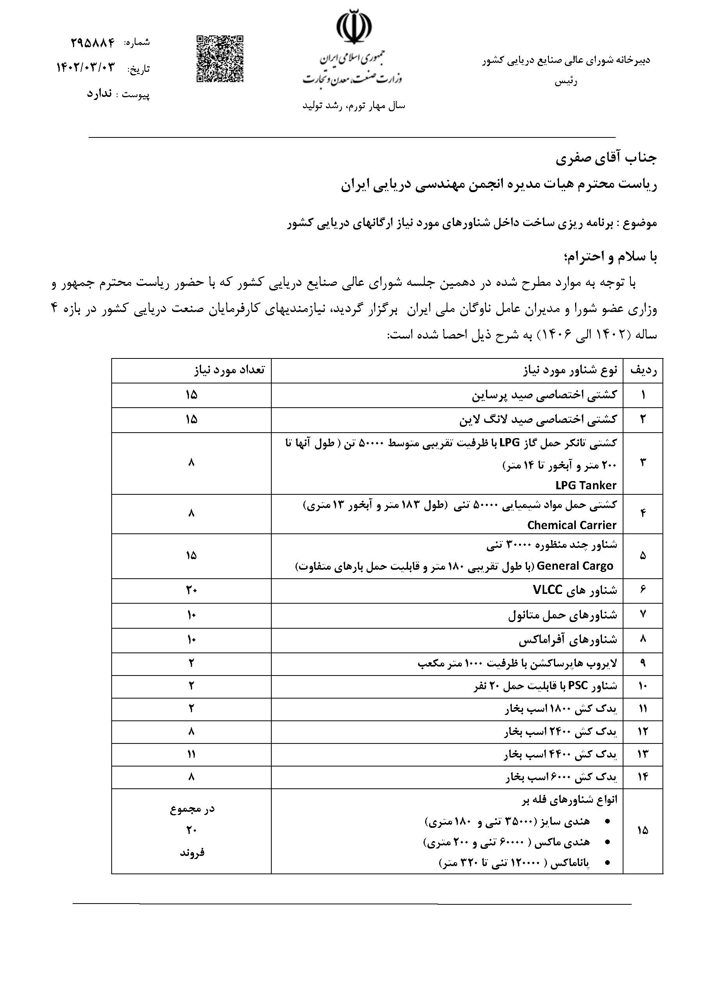 دبیرخانه شورای عالی صنایع دریایی کشور
رئیس
جمهوری اسلامی ایران
وزارت صنعت، معدن و تجارت
سال مهار تورم، رشد تولید
شماره: ۲۹۵۸۸۴
تاریخ: ۱۴۰۲/۰۳/۰۳
پیوست : ندارد
جناب آقای صفری
ریاست محترم هیات مدیره انجمن مهندسی دریایی ایران
موضوع : برنامه ریزی ساخت داخل شناورهای مورد نیاز ارگانهای دریایی کشور
با سلام و احترام؛
با توجه به موارد مطرح شده در دهمین جلسه شورای عالی صنایع دریایی کشور که با حضور ریاست محترم جمهور و
وزاری عضو شورا و مدیران عامل ناوگان ملی ایران برگزار گردید، نیازمندیهای کارفرمایان صنعت دریایی کشور در بازه ۴
ساله (۱۴۰۲ الی ۱۴۰۶) به شرح ذیل احصا شده است:
ردیف نوع شناور مورد نیاز تعداد مورد نیاز
۱ کشتی اختصاصی صید پرساین ۱۵
۲ کشتی اختصاصی صید لانگ لاین ۱۵
۳ کشتی تانکر حمل گاز LPG با ظرفیت تقریبی متوسط ۵۰۰۰۰ تن ( طول آنها تا
۲۰۰ متر و آبخور تا ۱۴ متر) ۸
LPG Tanker
۴ کشتی حمل مواد شیمیایی ۵۰۰۰۰ تنی (طول ۱۸۳ متر و آبخور ۱۳ متری) ۸
Chemical Carrier
۵ شناور چند منظوره ۳۰۰۰۰ تنی ۱۵
General Cargo (با طول تقریبی ۱۸۰ متر و قابلیت حمل بارهای متفاوت)
۶ شناور های VLCC ۲۰
۷ شناورهای حمل متانول ۱۰
۸ شناورهای آفراماکس ۱۰
۹ لایروب هاپرساکشن با ظرفیت ۱۰۰۰ متر مکعب ۲
۱۰ شناور PSC با قابلیت حمل ۲۰ نفر ۲
۱۱ یدک کش ۱۸۰۰ اسب بخار ۲
۱۲ یدک کش ۲۴۰۰ اسب بخار ۸
۱۳ یدک کش ۴۴۰۰ اسب بخار ۱۱
۱۴ یدک کش ۶۰۰۰ اسب بخار ۸
۱۵ انواع شناورهای فله بر
• هندی سایز (۳۵۰۰۰ تنی و ۱۸۰ متری)
• هندی ماکس ( ۶۰۰۰۰ تنی و ۲۰۰ متری)
• پاناماکس ( ۱۲۰۰۰۰ تنی تا ۳۲۰ متر)
در مجموع
۲۰
فروند